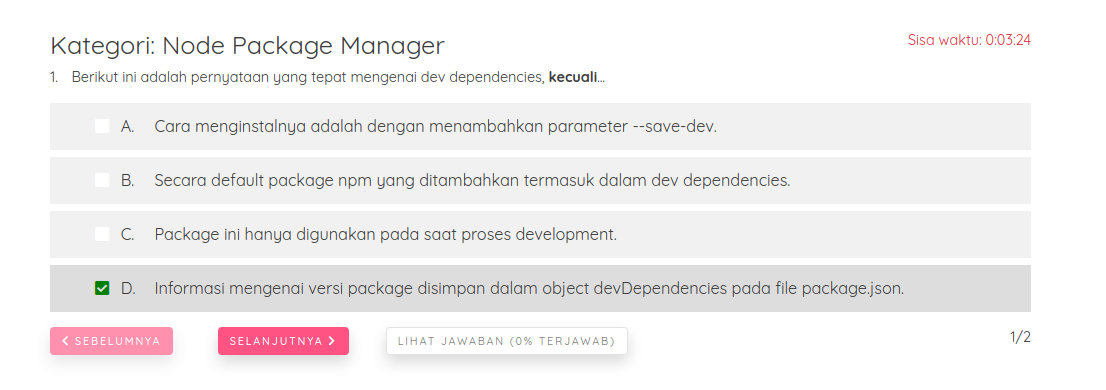 Kategori: Node Package Manager
Sisa waktu: 0:03:24
1. Berikut ini adalah pernyataan yang tepat mengenai dev dependencies, kecuali...
A. Cara menginstalnya adalah dengan menambahkan parameter --save-dev.
B. Secara default package npm yang ditambahkan termasuk dalam dev dependencies.
C. Package ini hanya digunakan pada saat proses development.
D. Informasi mengenai versi package disimpan dalam object devDependencies pada file package.json.
SEBELUMNYA
SELANJUTNYA
LIHAT JAWABAN (0% TERJAWAB)
1/2